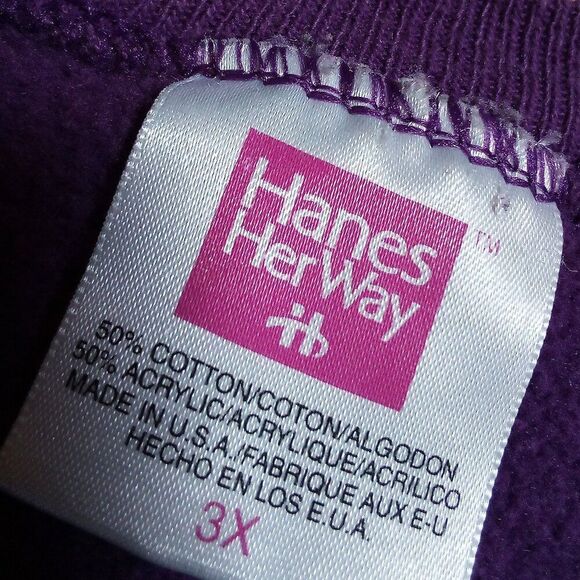 Hanes
HerWay
TM
50% COTTON/COTON/ALGODON
50% ACRYLIC/ACRYLIQUE/ACRILICO
MADE IN U.S.A./FABRIQUE AUX E-U
HECHO EN LOS E.U.A.
3X